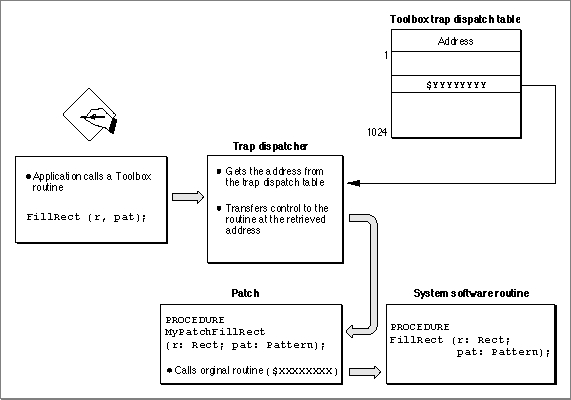 Toolbox trap dispatch table
Address
1
$YYYYYYYY
1024
Trap dispatcher
● Application calls a Toolbox
routine
FillRect (r, pat);
● Gets the address from
the trap dispatch table
● Transfers control to the
routine at the retrieved
address
Patch
PROCEDURE
MyPatchFillRect
(r: Rect; pat: Pattern);
● Calls orginal routine ($XXXXXXXX)
System software routine
PROCEDURE
FillRect (r: Rect;
pat: Pattern);